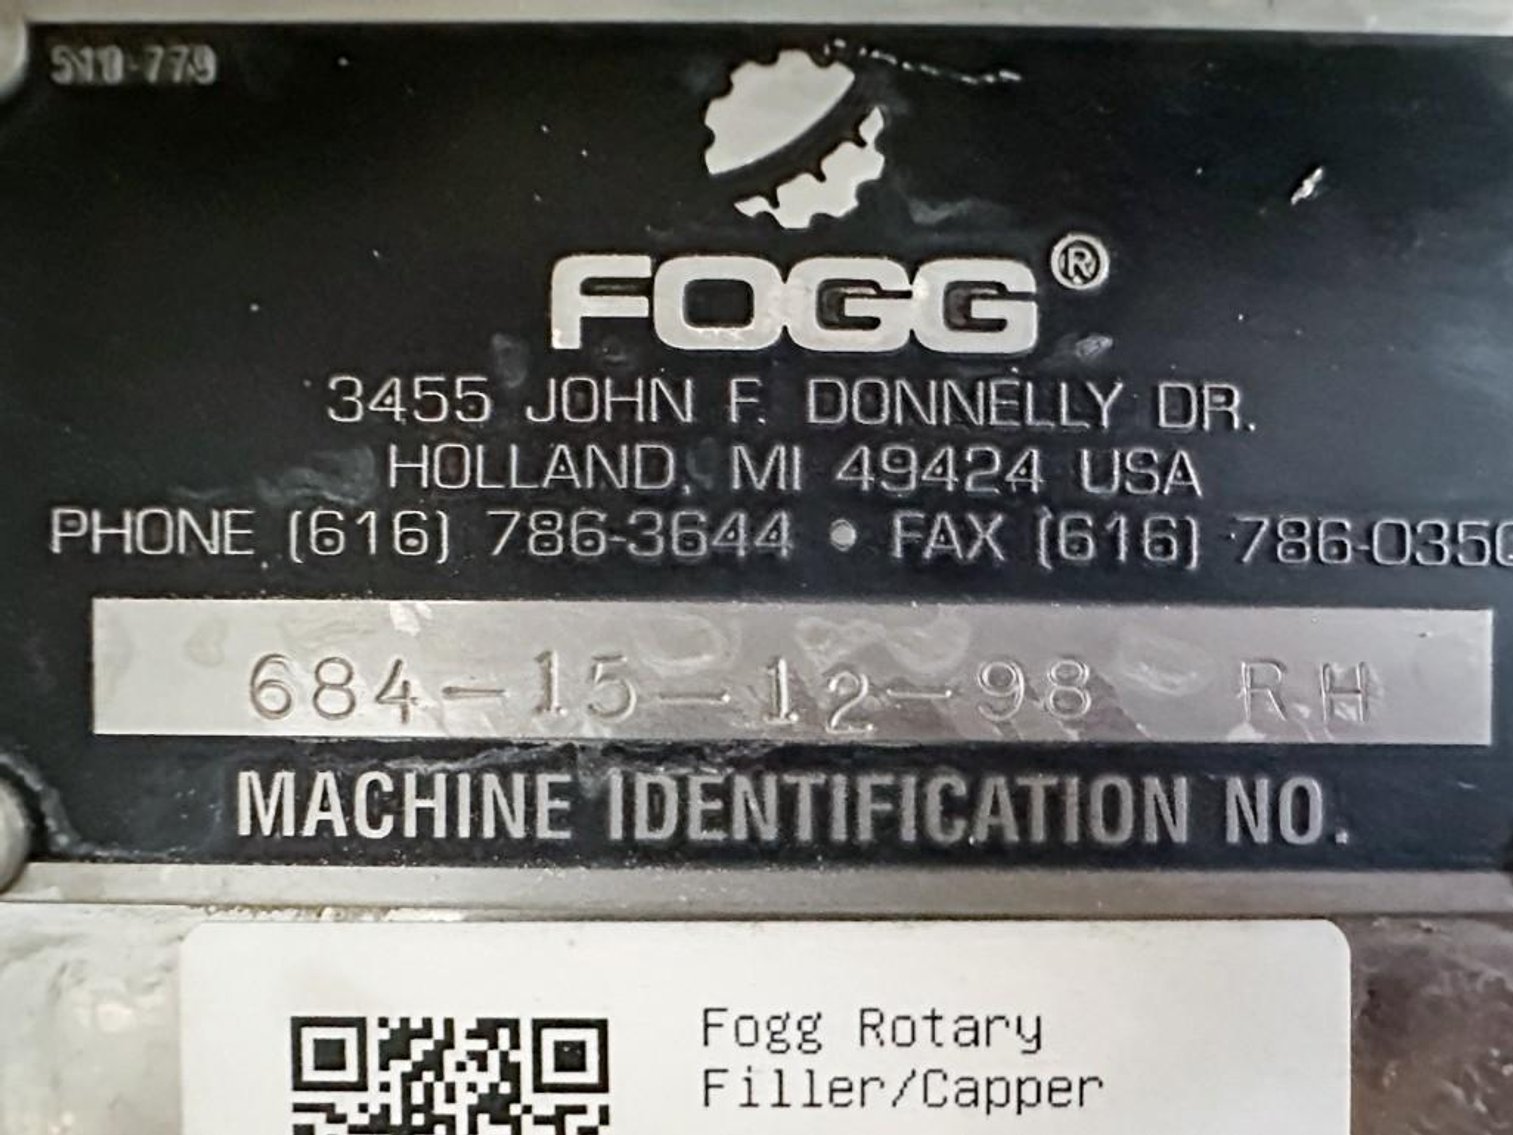 510-779
FOGG®
3455 JOHN F. DONNELLY DR.
HOLLAND, MI 49424 USA
PHONE (616) 786-3644 • FAX (616) 786-0350
684-15-12-98 RH
MACHINE IDENTIFICATION NO.
Fogg Rotary
Filler/Capper